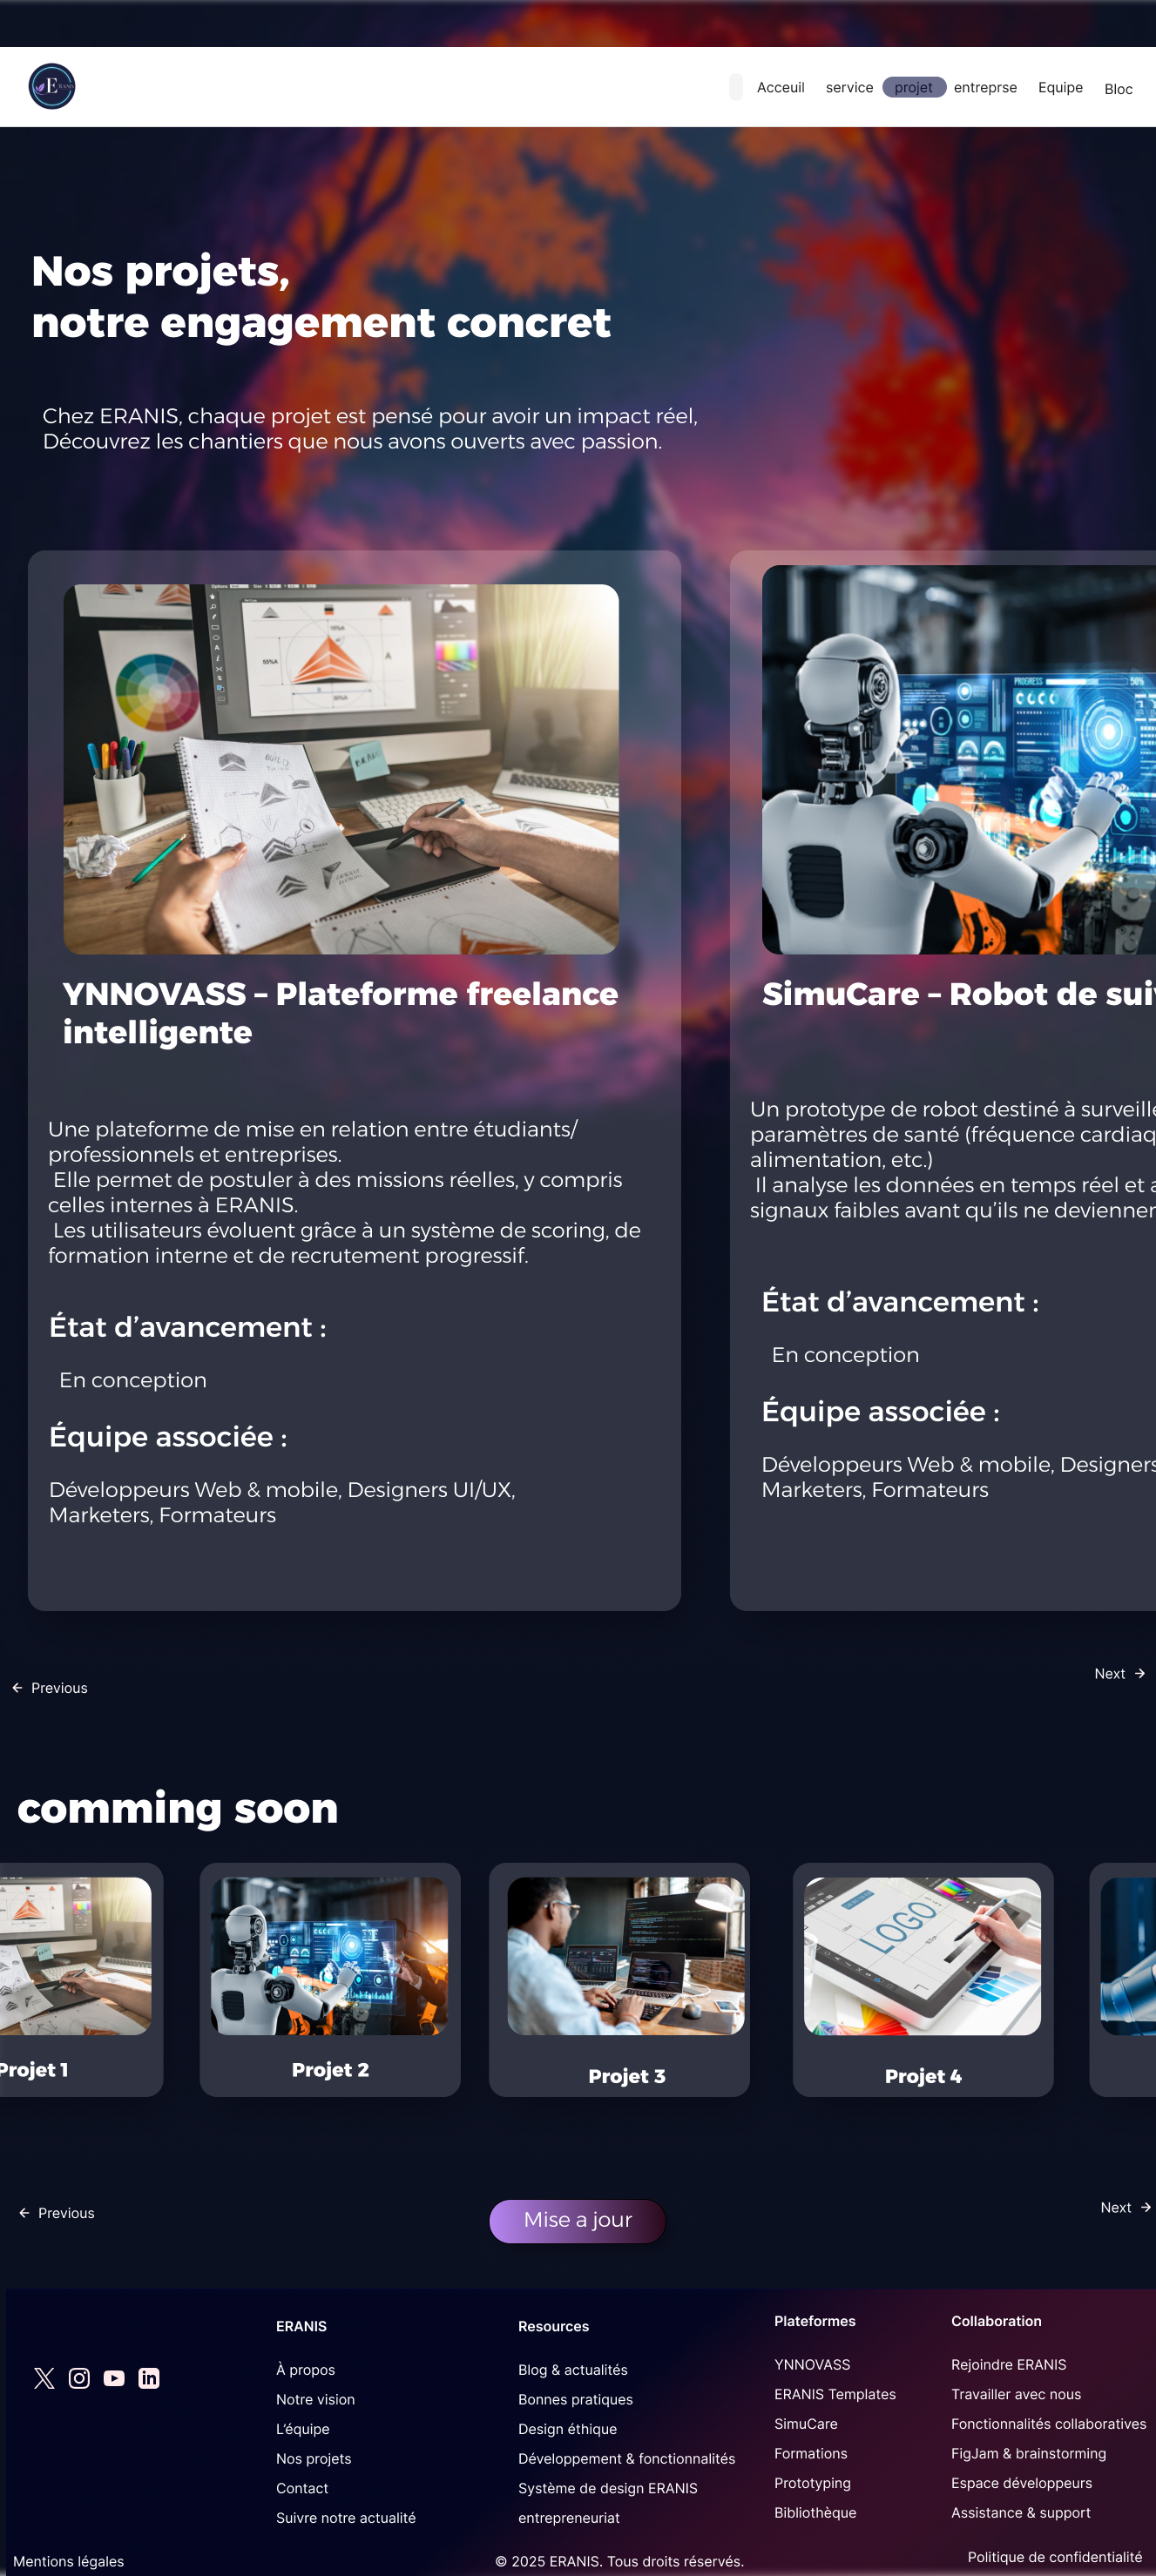 ERANIS
Acceuil service projet entreprse Equipe Bloc
Nos projets,
notre engagement concret
Chez ERANIS, chaque projet est pensé pour avoir un impact réel,
Découvrez les chantiers que nous avons ouverts avec passion.
PROGRESS 50%
YNNOVASS – Plateforme freelance
intelligente
Une plateforme de mise en relation entre étudiants/
professionnels et entreprises.
Elle permet de postuler à des missions réelles, y compris
celles internes à ERANIS.
Les utilisateurs évoluent grâce à un système de scoring, de
formation interne et de recrutement progressif.
État d’avancement :
En conception
Équipe associée :
Développeurs Web & mobile, Designers UI/UX,
Marketers, Formateurs
SimuCare – Robot de sui
Un prototype de robot destiné à surveille
paramètres de santé (fréquence cardiaq
alimentation, etc.)
Il analyse les données en temps réel et a
signaux faibles avant qu’ils ne deviennen
État d’avancement :
En conception
Équipe associée :
Développeurs Web & mobile, Designers
Marketers, Formateurs
← Previous
Next →
comming soon
LOGO
Projet 1
Projet 2
Projet 3
Projet 4
← Previous
Mise a jour
Next →
ERANIS
À propos
Notre vision
L’équipe
Nos projets
Contact
Suivre notre actualité
Resources
Blog & actualités
Bonnes pratiques
Design éthique
Développement & fonctionnalités
Système de design ERANIS
entrepreneuriat
Plateformes
YNNOVASS
ERANIS Templates
SimuCare
Formations
Prototyping
Bibliothèque
Collaboration
Rejoindre ERANIS
Travailler avec nous
Fonctionnalités collaboratives
FigJam & brainstorming
Espace développeurs
Assistance & support
Mentions légales
© 2025 ERANIS. Tous droits réservés.
Politique de confidentialité